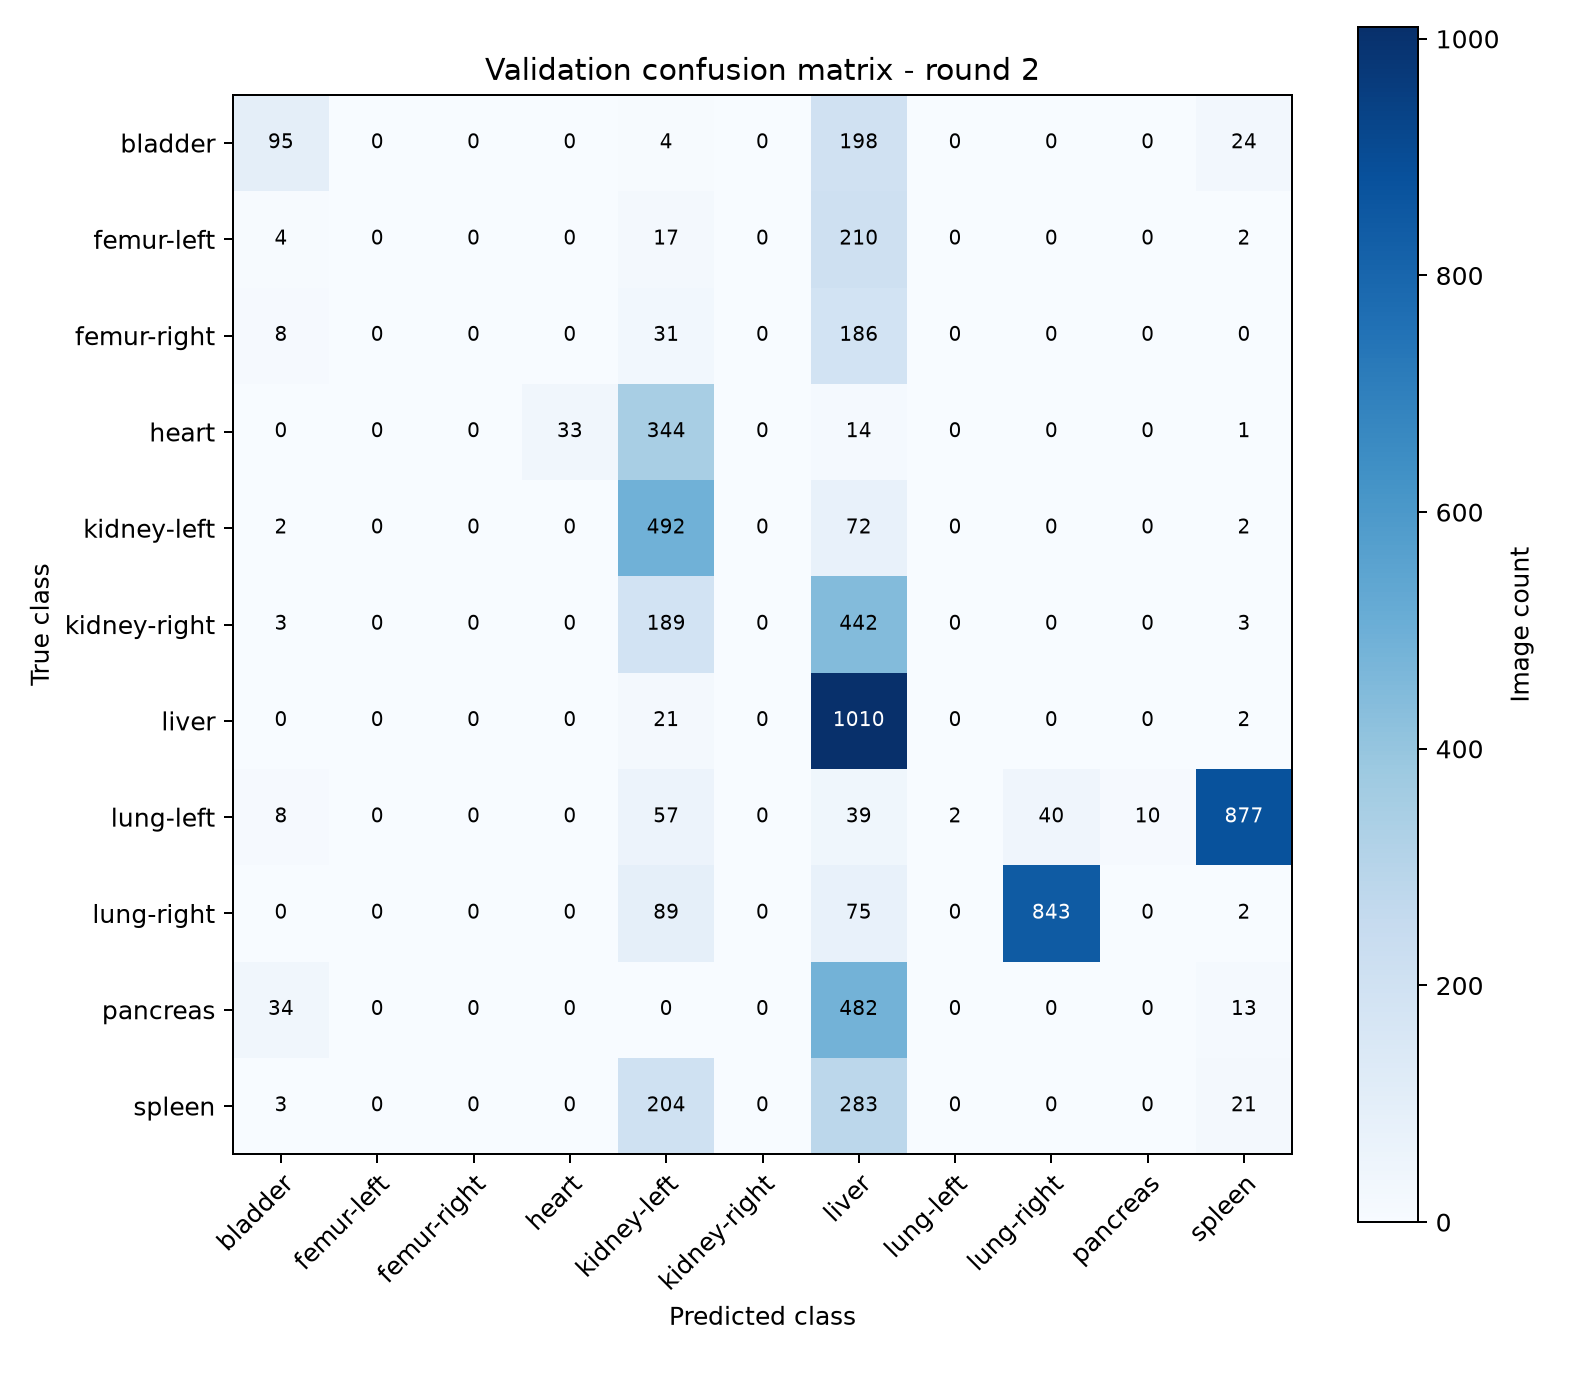 Validation confusion matrix - round 2
bladder 95 0 0 0 4 0 198 0 0 0 24
femur-left 4 0 0 0 17 0 210 0 0 0 2
femur-right 8 0 0 0 31 0 186 0 0 0 0
heart 0 0 0 33 344 0 14 0 0 0 1
kidney-left 2 0 0 0 492 0 72 0 0 0 2
kidney-right 3 0 0 0 189 0 442 0 0 0 3
liver 0 0 0 0 21 0 1010 0 0 0 2
lung-left 8 0 0 0 57 0 39 2 40 10 877
lung-right 0 0 0 0 89 0 75 0 843 0 2
pancreas 34 0 0 0 0 0 482 0 0 0 13
spleen 3 0 0 0 204 0 283 0 0 0 21
bladder femur-left femur-right heart kidney-left kidney-right liver lung-left lung-right pancreas spleen
Predicted class
True class
1000
800
600
400
200
0
Image count